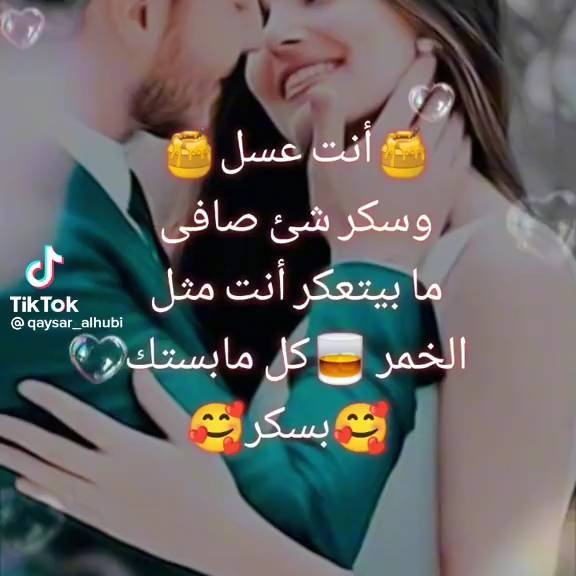 🍯أنت عسل🍯
وسكر شئ صافى
ما بيتعكر أنت مثل
الخمر 🥃كل مابستك
🥰بسكر🥰
TikTok
@qaysar_alhubi